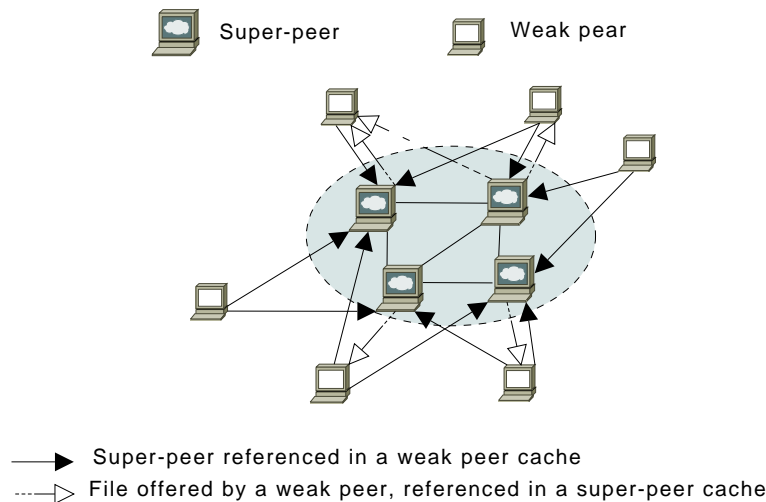 Super-peer
Weak pear
Super-peer referenced in a weak peer cache
File offered by a weak peer, referenced in a super-peer cache